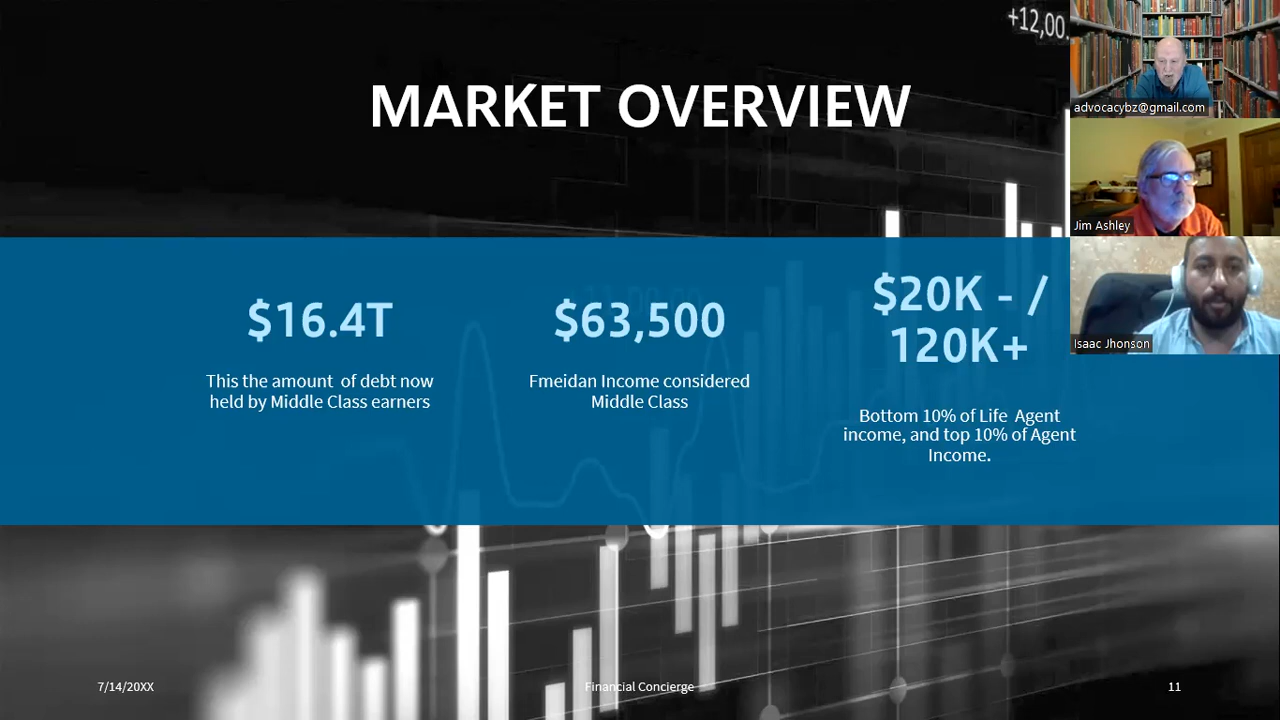 +12,00.
MARKET OVERVIEW
$16.4T
This the amount of debt now
held by Middle Class earners
$63,500
Fmeidan Income considered
Middle Class
$20K - /
120K+
Bottom 10% of Life Agent
income, and top 10% of Agent
Income.
advocacybz@gmail.com
Jim Ashley
Isaac Jhonson
7/14/20XX
Financial Concierge
11